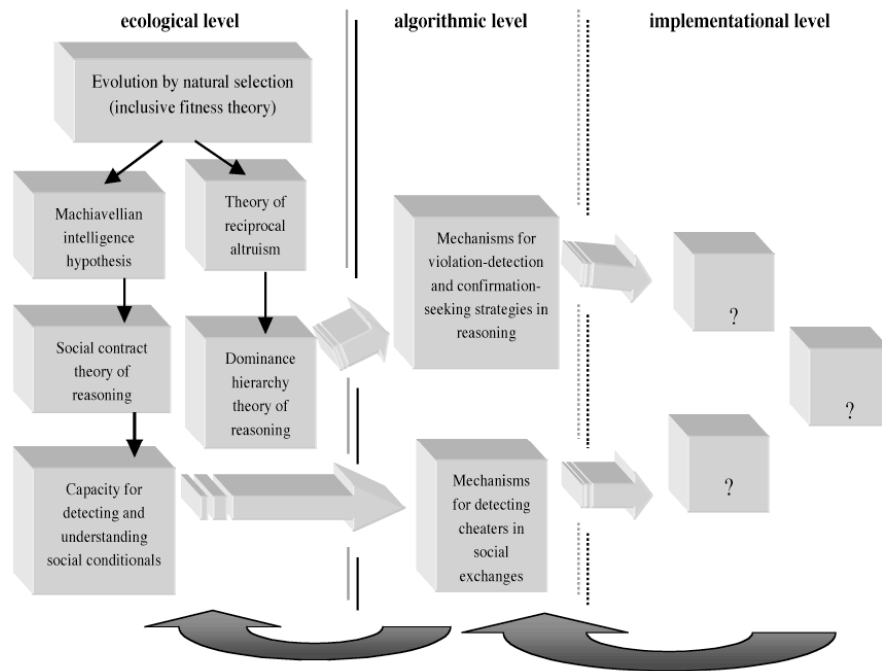 ecological level
algorithmic level
implementational level
Evolution by natural selection
(inclusive fitness theory)
Machiavellian
intelligence
hypothesis
Theory of
reciprocal
altruism
Mechanisms for
violation-detection
and confirmation-
seeking strategies in
reasoning
?
Social contract
theory of
reasoning
Dominance
hierarchy
theory of
reasoning
?
Capacity for
detecting and
understanding
social conditionals
Mechanisms
for detecting
cheaters in
social
exchanges
?